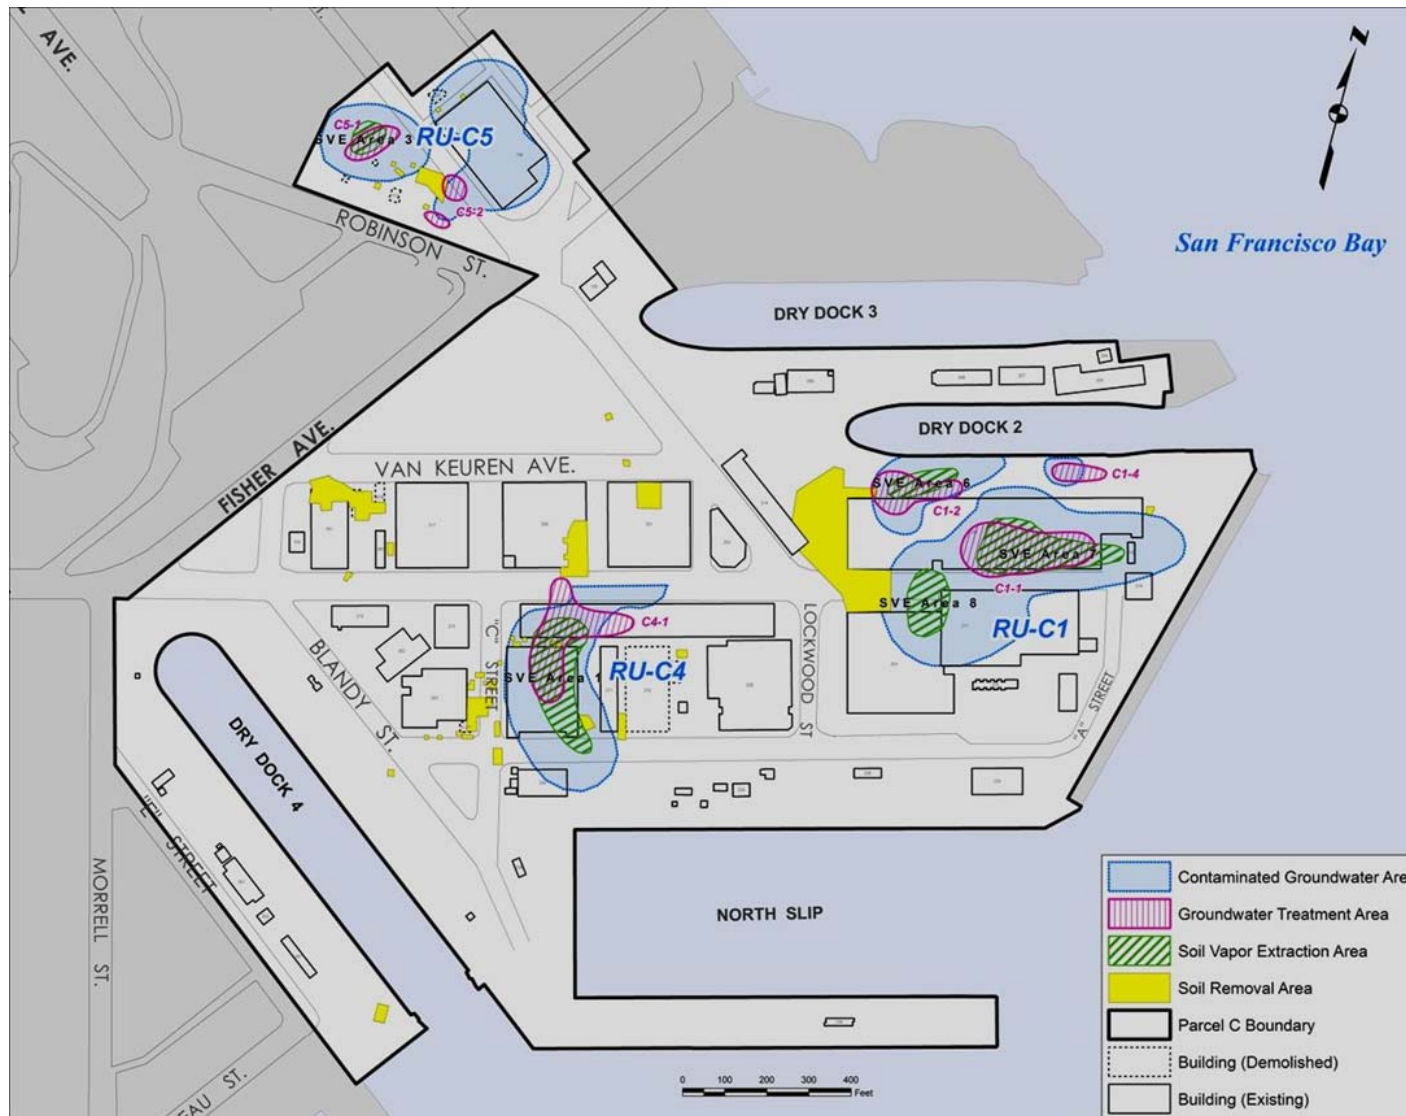 AVE.
N
C5-1
SVE Area 3
RU-C5
C5-2
ROBINSON ST.
San Francisco Bay
DRY DOCK 3
DRY DOCK 2
FISHER AVE.
VAN KEUREN AVE.
SVE Area 6
C1-4
C1-2
SVE Area 7
C1-1
SVE Area 8
RU-C1
C4-1
"C" STREET
SVE Area 1
RU-C4
LOCKWOOD ST
BLANDY ST.
"A" STREET
DRY DOCK 4
"E" STREET
MORRELL ST.
NORTH SLIP
EAU ST.
0 100 200 300 400
Feet
Contaminated Groundwater Are
Groundwater Treatment Area
Soil Vapor Extraction Area
Soil Removal Area
Parcel C Boundary
Building (Demolished)
Building (Existing)